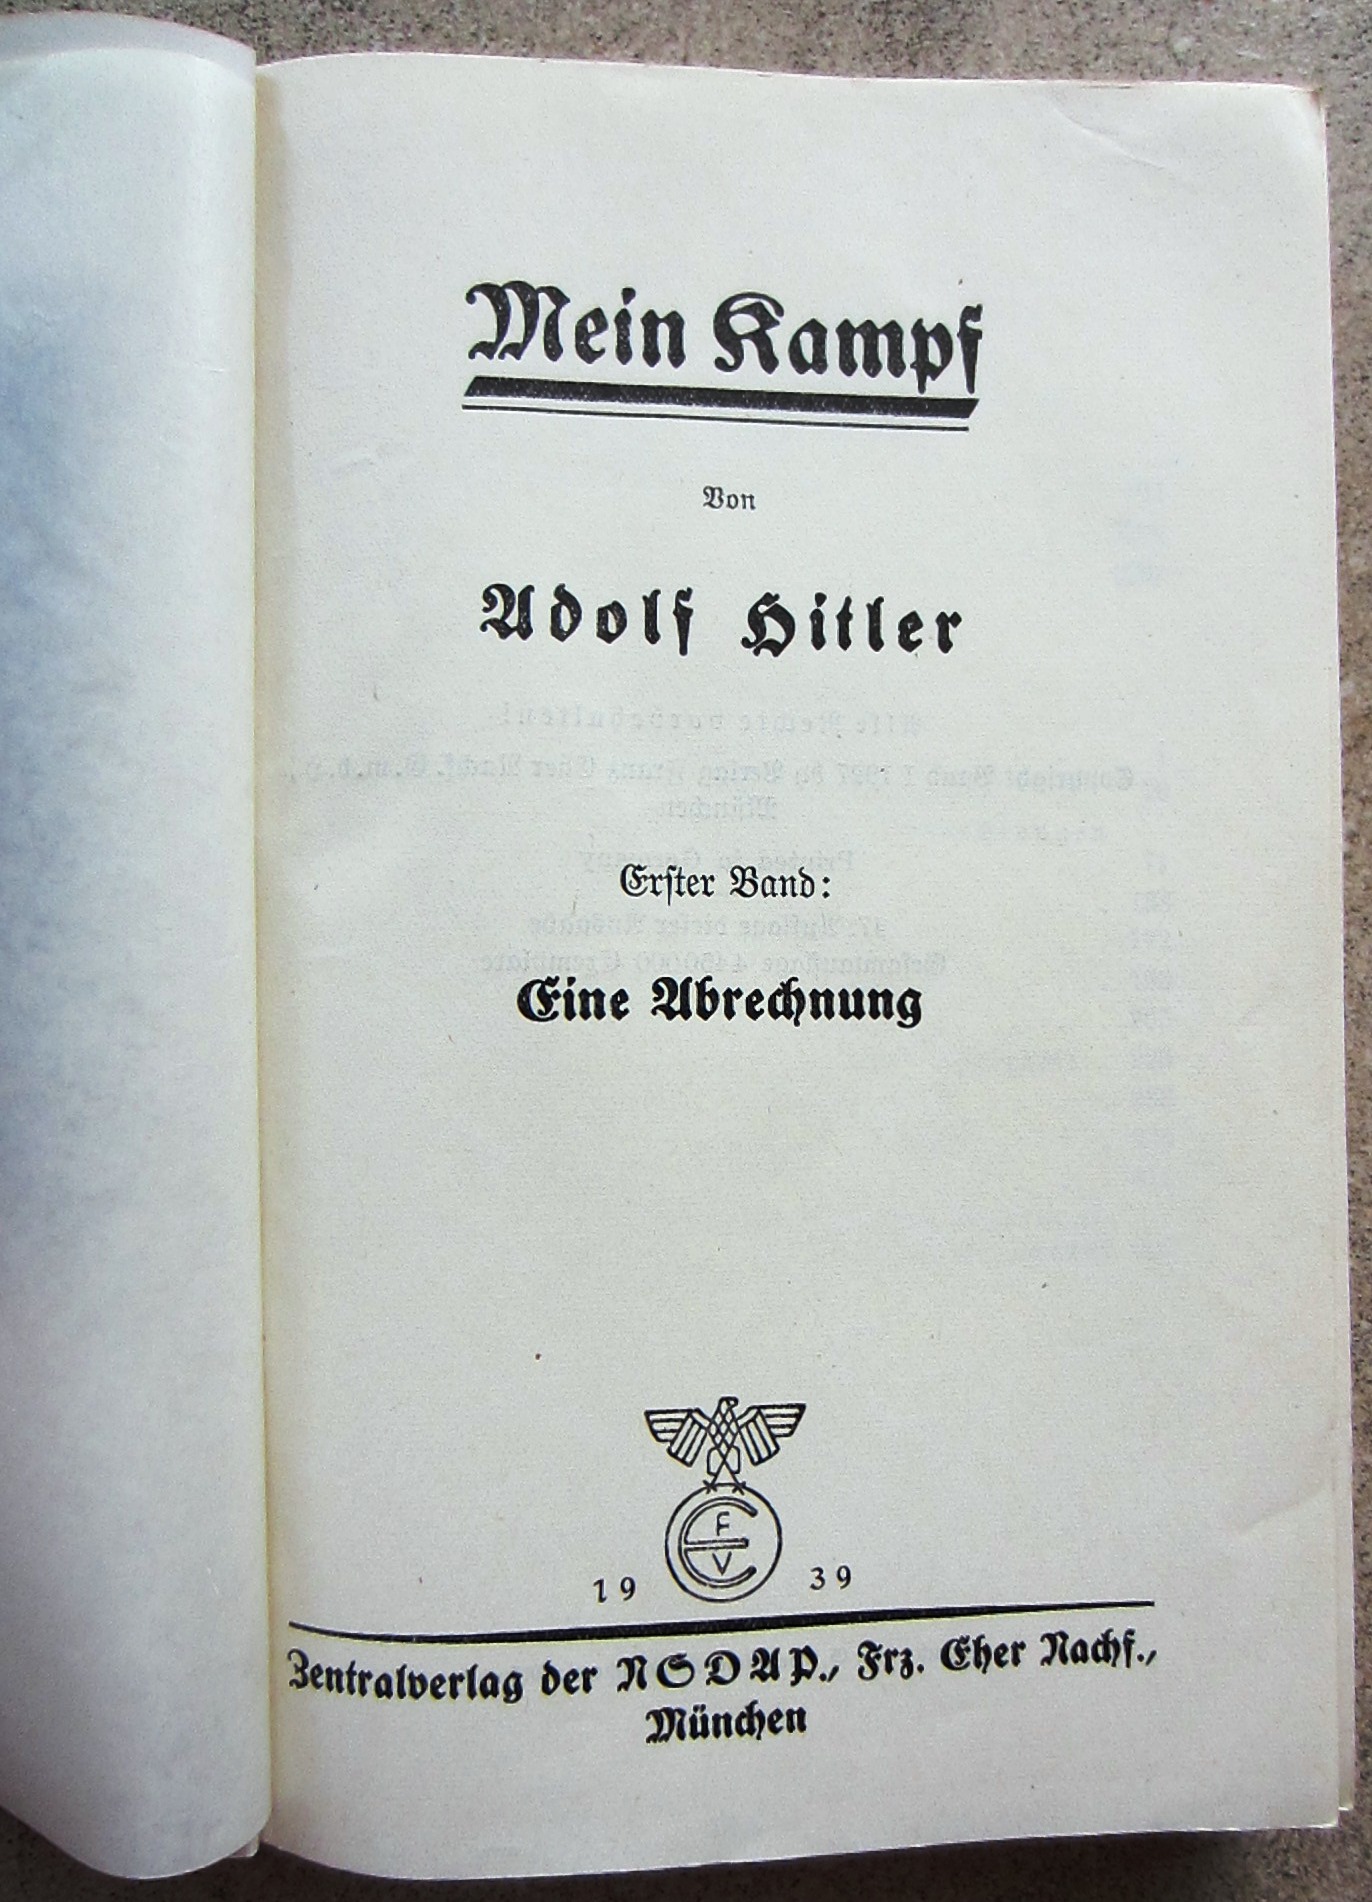 Mein Kampf
Von
Adolf Hitler
Erster Band:
Eine Abrechnung
F
E
V
19 39
Zentralverlag der NSDAP., Frz. Eher Nachf.,
München